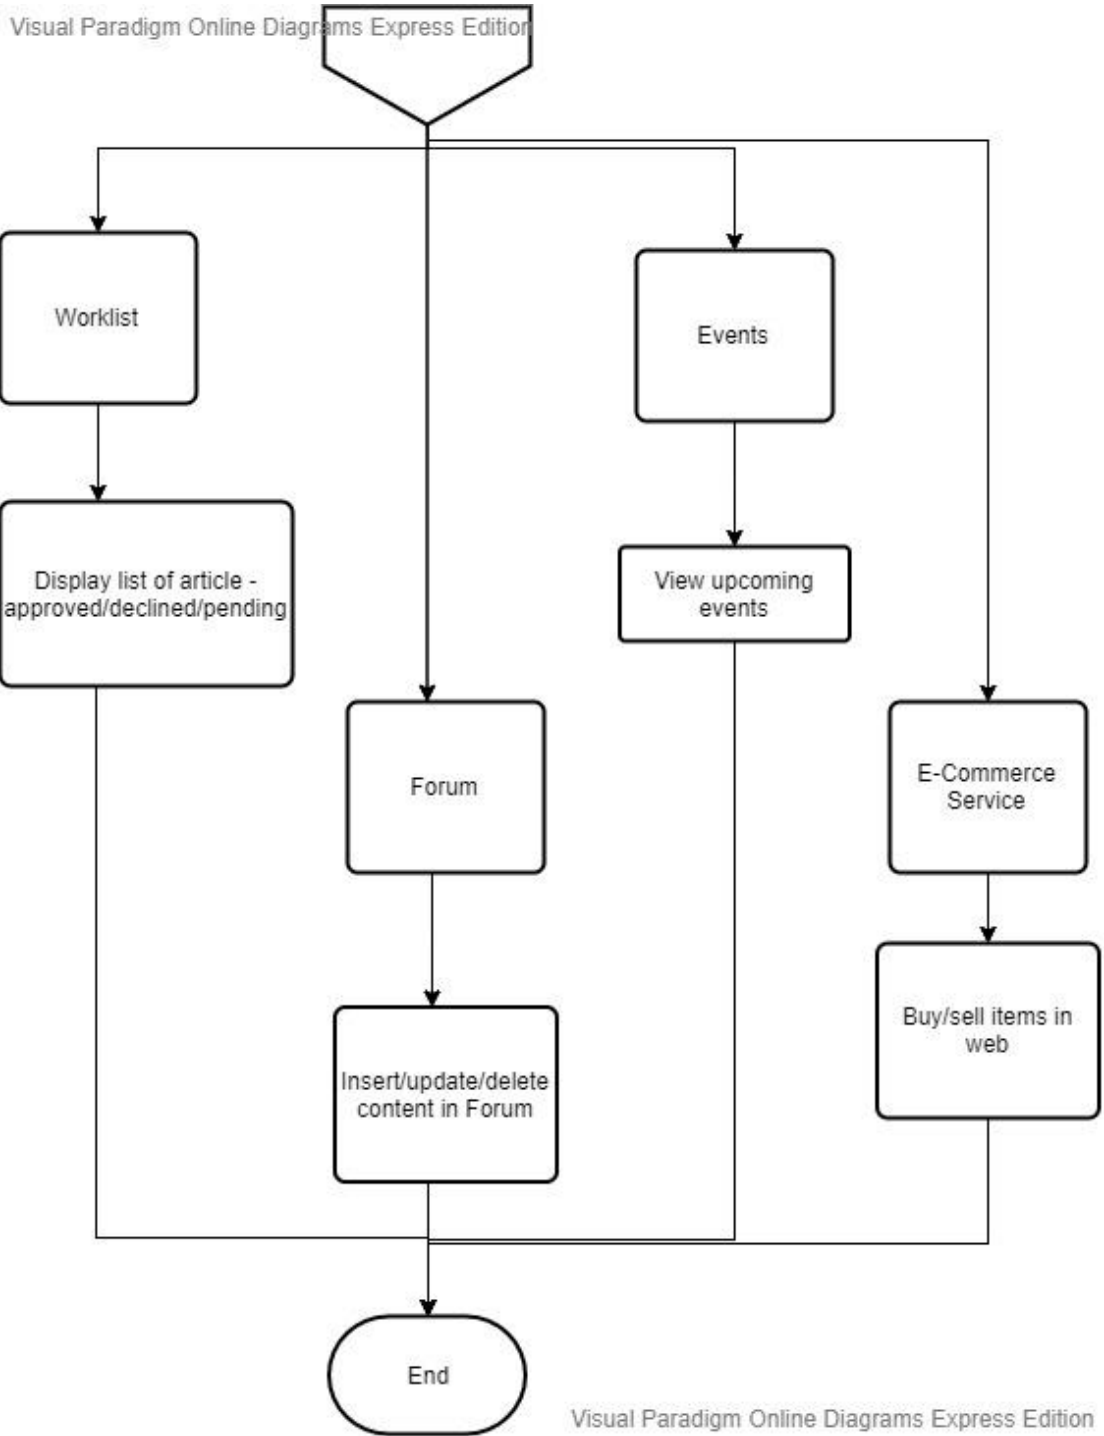 Visual Paradigm Online Diagrams Express Edition
Worklist
Events
Display list of article -
approved/declined/pending
View upcoming
events
Forum
E-Commerce
Service
Insert/update/delete
content in Forum
Buy/sell items in
web
End
Visual Paradigm Online Diagrams Express Edition